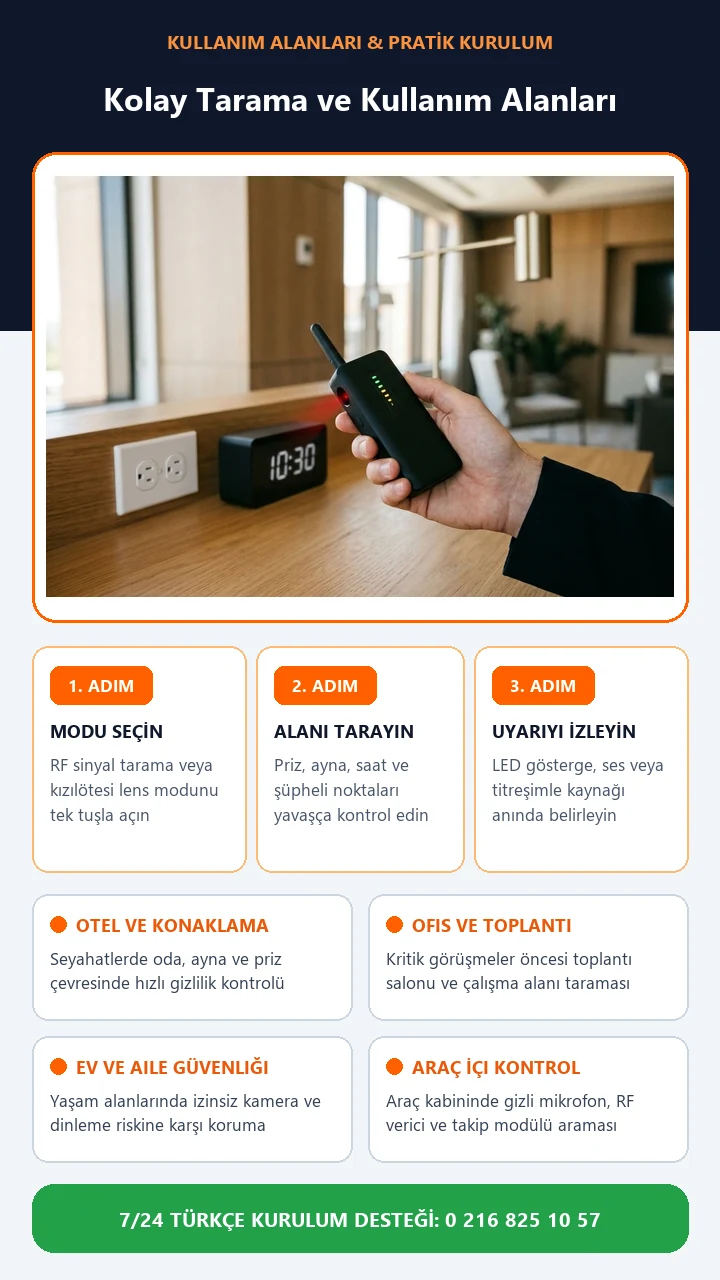 KULLANIM ALANLARI & PRATİK KURULUM
Kolay Tarama ve Kullanım Alanları
10:30
1. ADIM
MODU SEÇİN
RF sinyal tarama veya
kızılötesi lens modunu
tek tuşla açın
2. ADIM
ALANI TARAYIN
Priz, ayna, saat ve
şüpheli noktaları
yavaşça kontrol edin
3. ADIM
UYARIYI İZLEYİN
LED gösterge, ses veya
titreşimle kaynağı
anında belirleyin
OTEL VE KONAKLAMA
Seyahatlerde oda, ayna ve priz
çevresinde hızlı gizlilik kontrolü
OFIS VE TOPLANTI
Kritik görüşmeler öncesi toplantı
salonu ve çalışma alanı taraması
EV VE AILE GÜVENLIĞI
Yaşam alanlarında izinsiz kamera ve
dinleme riskine karşı koruma
ARAÇ İÇI KONTROL
Araç kabininde gizli mikrofon, RF
verici ve takip modülü araması
7/24 TÜRKÇE KURULUM DESTEĞİ: 0 216 825 10 57